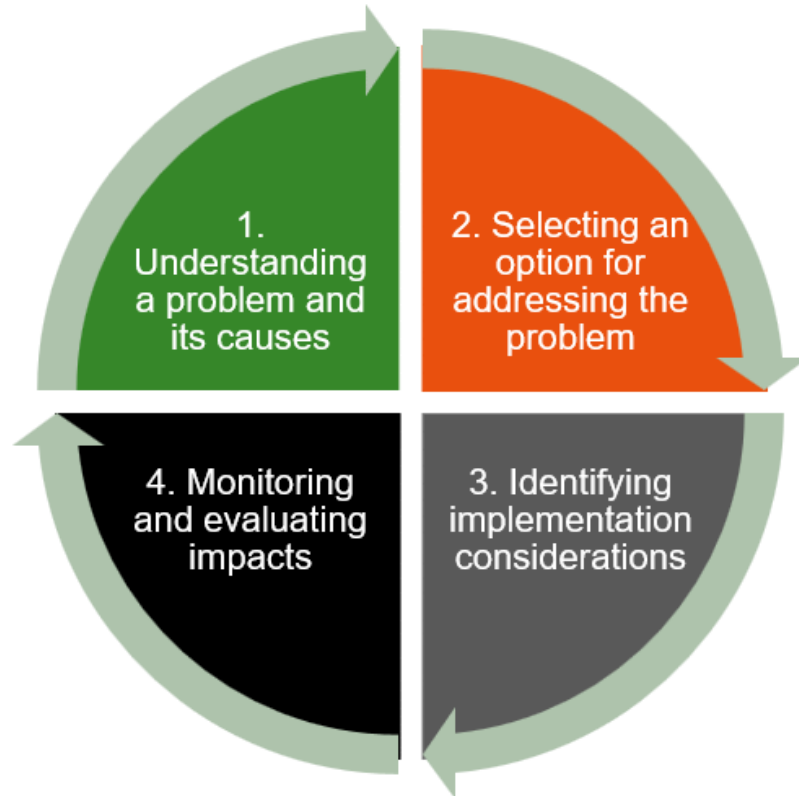 1.
Understanding
a problem and
its causes
2. Selecting an
option for
addressing the
problem
3. Identifying
implementation
considerations
4. Monitoring
and evaluating
impacts